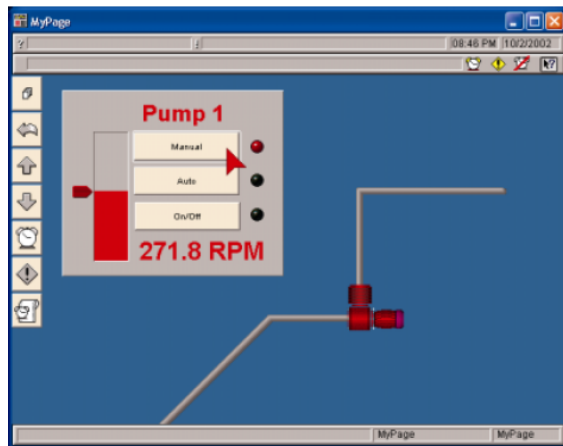 MyPage
08:46 PM 10/2/2002
Pump 1
Manual
Auto
On/Off
271.8 RPM
MyPage MyPage